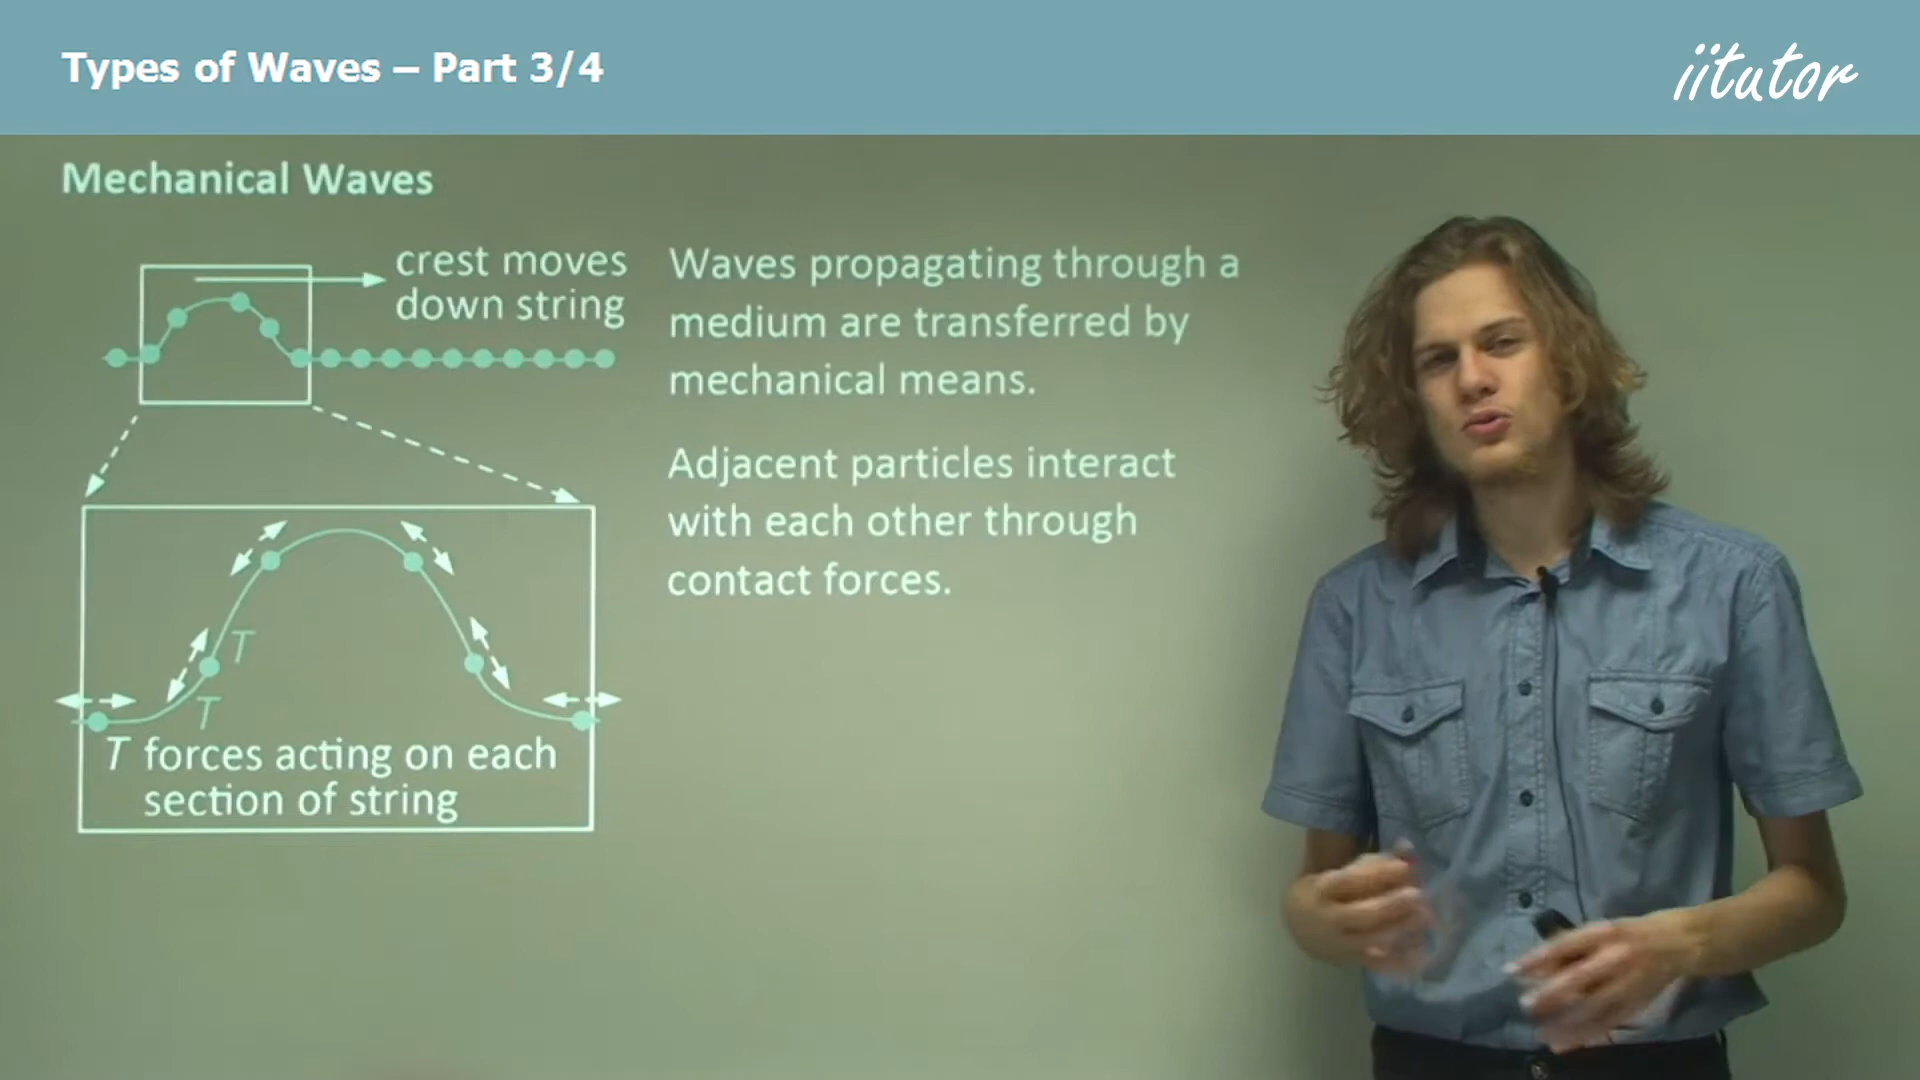 Types of Waves – Part 3/4
iitutor
Mechanical Waves
crest moves
down string
Waves propagating through a
medium are transferred by
mechanical means.
Adjacent particles interact
with each other through
contact forces.
T
T
T forces acting on each
section of string